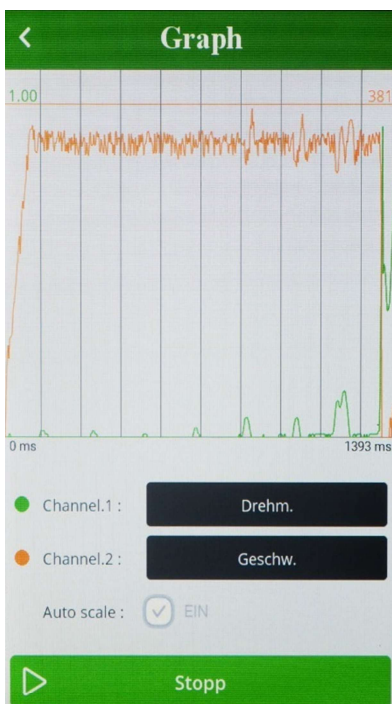 Graph
1.00 381
0 ms 1393 ms
Channel.1 : Drehm.
Channel.2 : Geschw.
Auto scale : EIN
Stopp